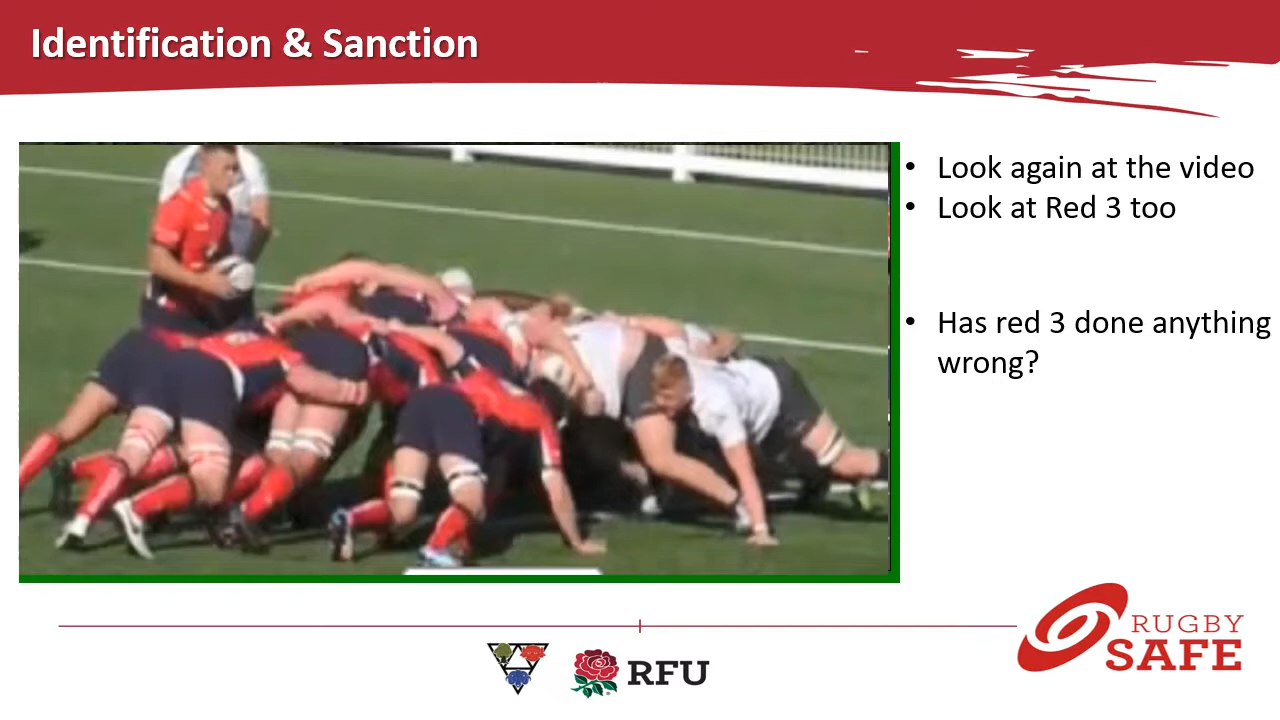 Identification & Sanction
Look again at the video
Look at Red 3 too
Has red 3 done anything
wrong?
RFU
RUGBY
SAFE